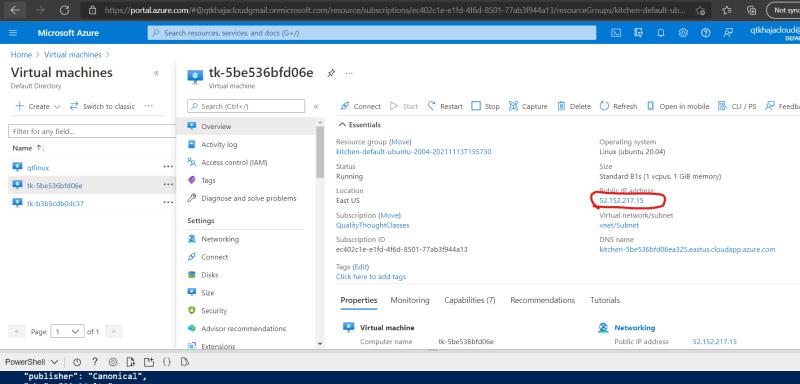 https://portal.azure.com/#@qtkhajacloudgmail.onmicrosoft.com/resource/subscriptions/ec402c1e-e1fd-4f6d-8501-77ab3f944a13/resourceGroups/kitchen-default-ub...
Not sync
Microsoft Azure
Search resources, services, and docs (G+/)
qtkhajacloud@
DEFA
Home > Virtual machines >
Virtual machines
Default Directory
+ Create
Switch to classic
...
Filter for any field...
Name ↑↓
qtlinux
...
tk-5be536bfd06e
...
tk-b3b5cdb0dc37
...
< Page 1 of 1 >
tk-5be536bfd06e
...
Virtual machine
Search (Ctrl+/)
«
Overview
Activity log
Access control (IAM)
Tags
Diagnose and solve problems
Settings
Networking
Connect
Disks
Size
Security
Advisor recommendations
Extensions
Connect
Start
Restart
Stop
Capture
Delete
Refresh
Open in mobile
CLI / PS
Feedba
Essentials
Resource group (Move)
kitchen-default-ubuntu-2004-20211113T155730
Status
Running
Location
East US
Subscription (Move)
QualityThoughtClasses
Subscription ID
ec402c1e-e1fd-4f6d-8501-77ab3f944a13
Tags (Edit)
Click here to add tags
Operating system
Linux (ubuntu 20.04)
Size
Standard B1s (1 vcpus, 1 GiB memory)
Public IP address
52.152.217.15
Virtual network/subnet
vnet/Subnet
DNS name
kitchen-5be536bfd06ea325.eastus.cloudapp.azure.com
Properties
Monitoring
Capabilities (7)
Recommendations
Tutorials
Virtual machine
Computer name
tk-5be536bfd06e
Networking
Public IP address
52.152.217.15
PowerShell
"publisher": "Canonical",